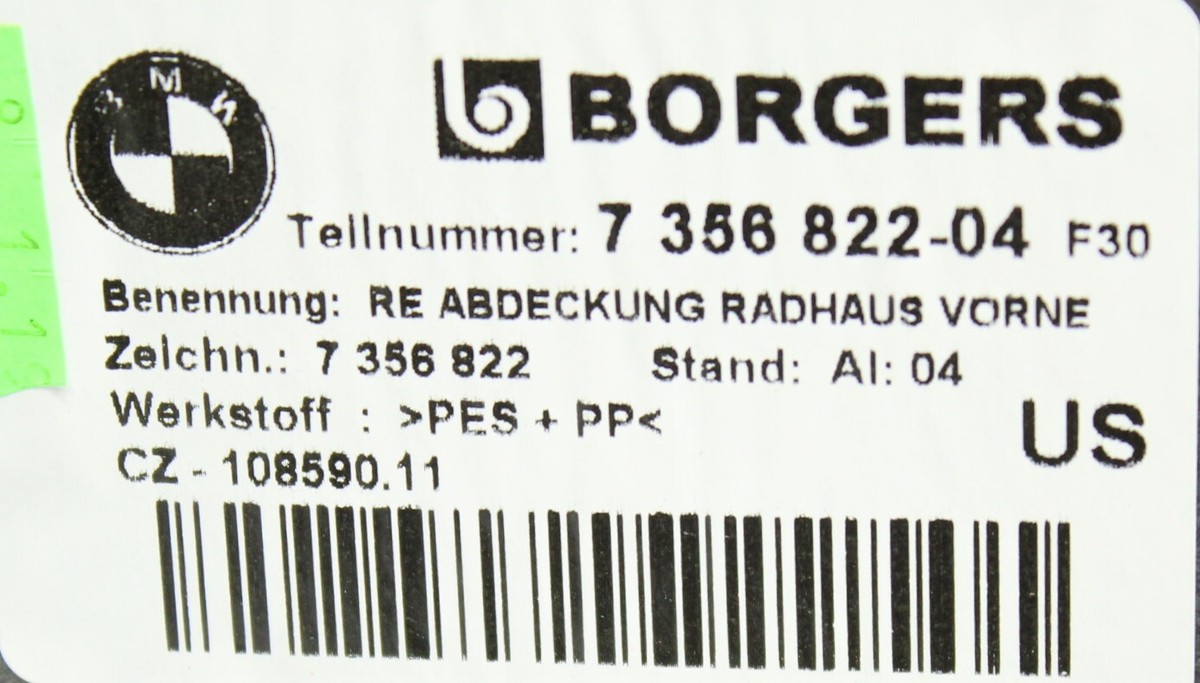 BMW
BORGERS
Teilnummer: 7 356 822-04 F30
Benennung: RE ABDECKUNG RADHAUS VORNE
Zeichn.: 7 356 822 Stand: AI: 04
Werkstoff : >PES + PP<
US
CZ - 108590.11